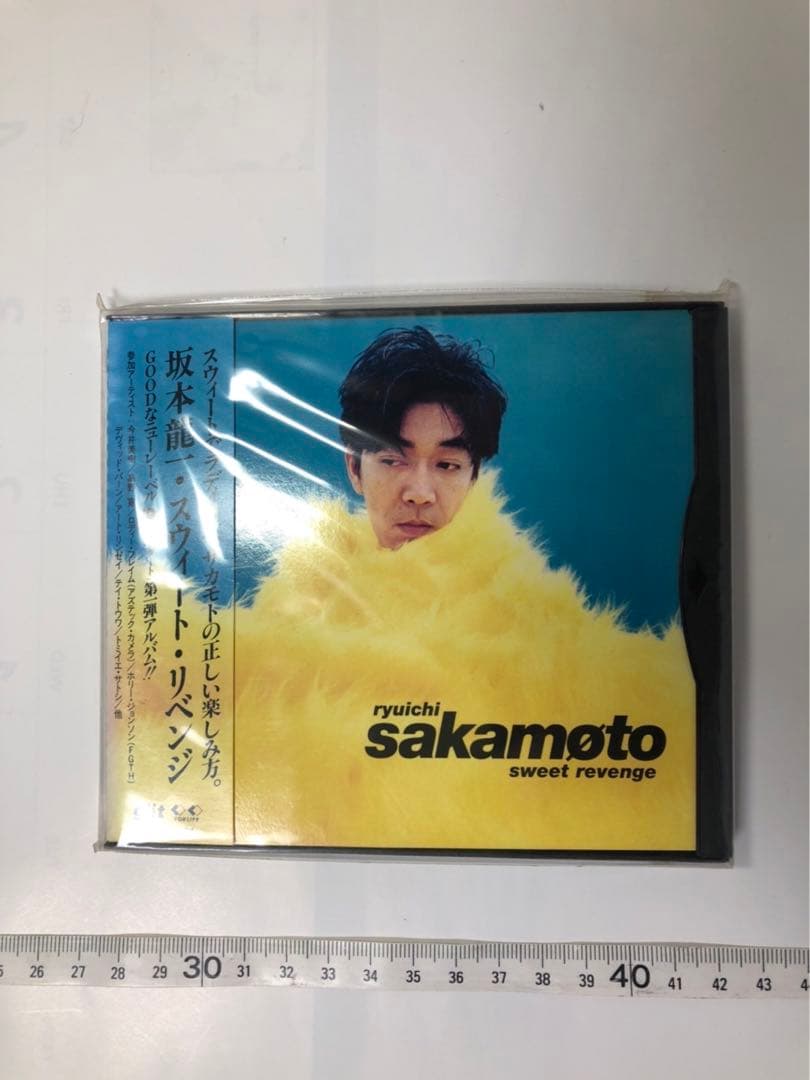 スウィート
サカモトの正しい楽しみ方。
坂本龍一・スウィート・リベンジ
GOODなニューレーベル
第一弾アルバム!!
参加アーティスト 今井美樹
フレイム(アズテック・カメラ)/ホリー・ジョンソン(FGTH)
デヴィッド・バーン/アート・リンゼイ/テイ・トウワ/トミイエ・サトシ/他
FOR LIFE
ryuichi
sakamøto
sweet revenge
26 27 28 29 30 31 32 33 34 35 36 37 38 39 40 41 42 43